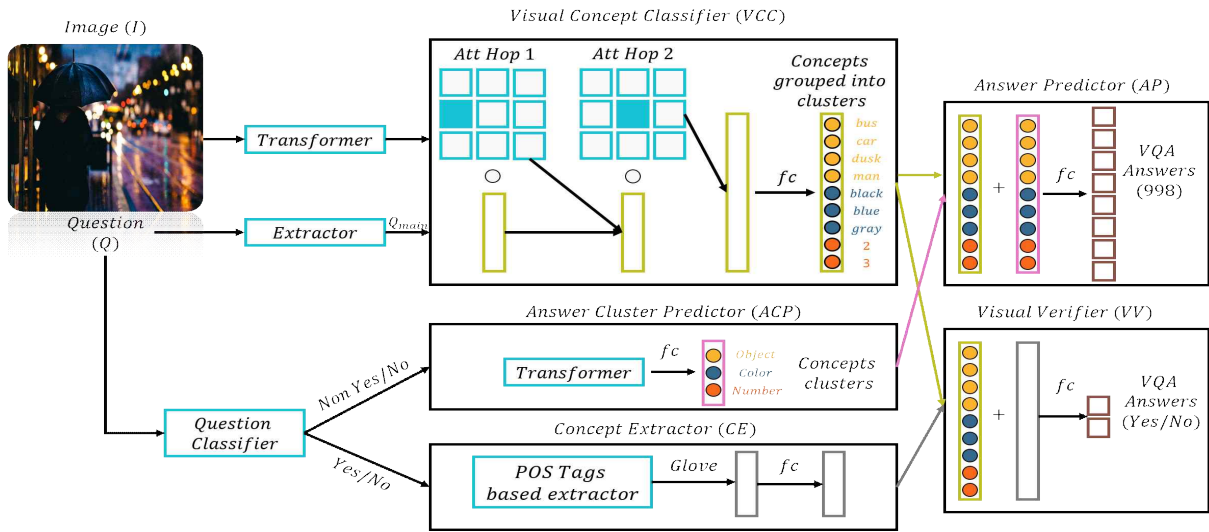 Image (I)
Transformer
Question
(Q)
Extractor
Q_main
Visual Concept Classifier (VCC)
Att Hop 1
Att Hop 2
Concepts
grouped into
clusters
fc
bus
car
dusk
man
black
blue
gray
2
3
Answer Predictor (AP)
+
fc
VQA
Answers
(998)
Answer Cluster Predictor (ACP)
Transformer
fc
Object
Color
Number
Concepts
clusters
Visual Verifier (VV)
+
fc
VQA
Answers
(Yes/No)
Question
Classifier
Non Yes/No
Yes/No
Concept Extractor (CE)
POS Tags
based extractor
Glove
fc